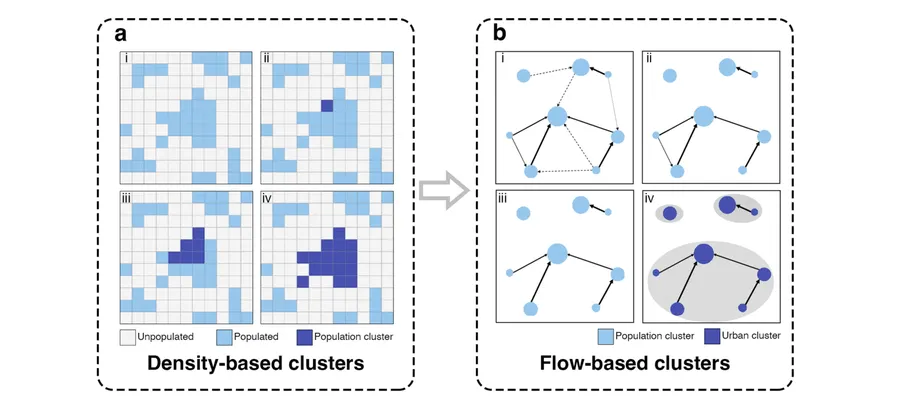 a
i
ii
iii
iv
Unpopulated
Populated
Population cluster
Density-based clusters
b
i
ii
iii
iv
Population cluster
Urban cluster
Flow-based clusters